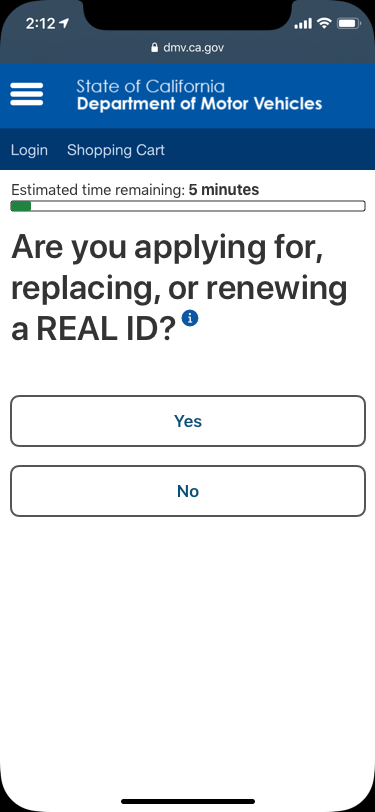 2:12
dmv.ca.gov
State of California
Department of Motor Vehicles
Login Shopping Cart
Estimated time remaining: 5 minutes
Are you applying for,
replacing, or renewing
a REAL ID? i
Yes
No